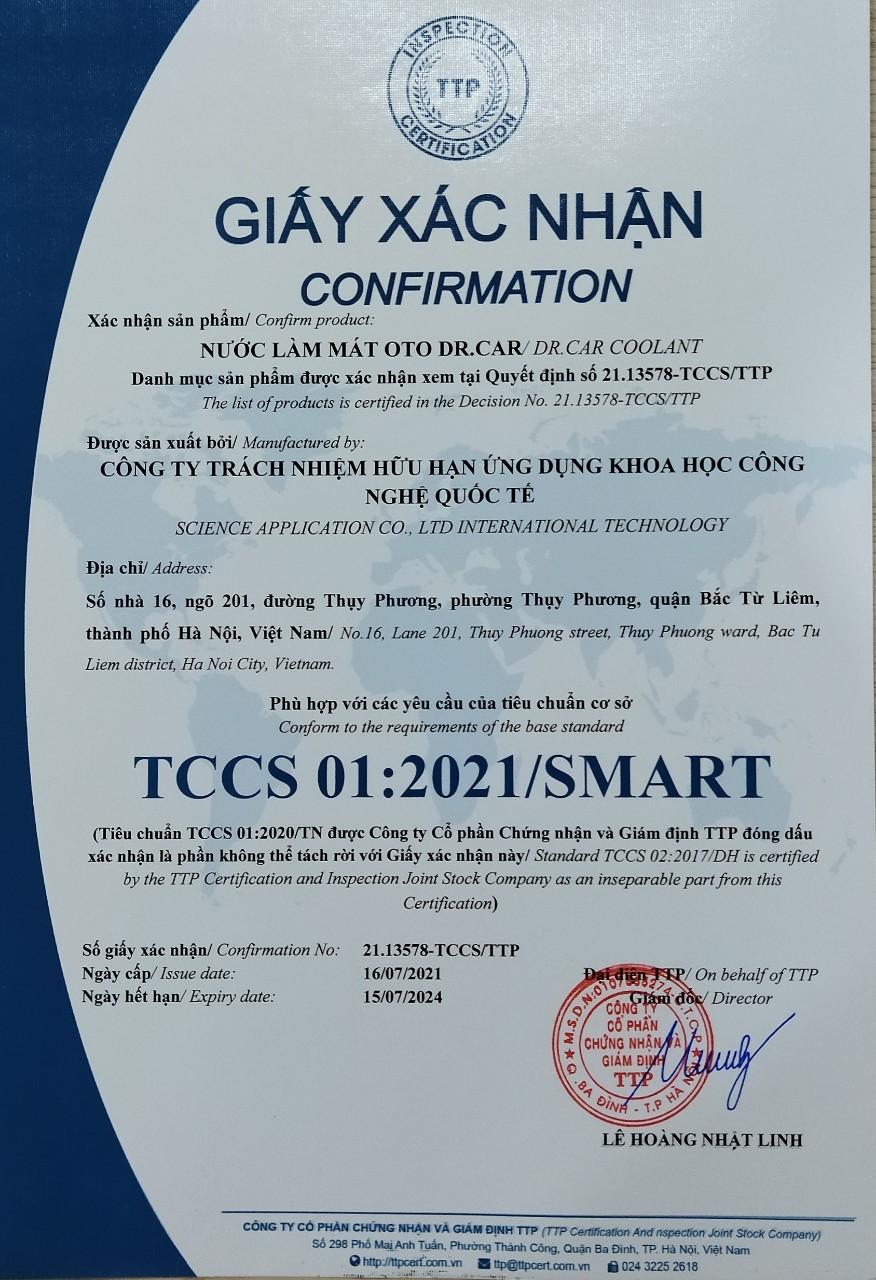 INSPECTION
TTP
CERTIFICATION
GIẤY XÁC NHẬN
CONFIRMATION
Xác nhận sản phẩm/ Confirm product:
NƯỚC LÀM MÁT OTO DR.CAR/ DR.CAR COOLANT
Danh mục sản phẩm được xác nhận xem tại Quyết định số 21.13578-TCCS/TTP
The list of products is certified in the Decision No. 21.13578-TCCS/TTP
Được sản xuất bởi/ Manufactured by:
CÔNG TY TRÁCH NHIỆM HỮU HẠN ỨNG DỤNG KHOA HỌC CÔNG
NGHỆ QUỐC TẾ
SCIENCE APPLICATION CO., LTD INTERNATIONAL TECHNOLOGY
Địa chỉ/ Address:
Số nhà 16, ngõ 201, đường Thụy Phương, phường Thụy Phương, quận Bắc Từ Liêm,
thành phố Hà Nội, Việt Nam/ No.16, Lane 201, Thuy Phuong street, Thuy Phuong ward, Bac Tu
Liem district, Ha Noi City, Vietnam.
Phù hợp với các yêu cầu của tiêu chuẩn cơ sở
Conform to the requirements of the base standard
TCCS 01:2021/SMART
(Tiêu chuẩn TCCS 01:2020/TN được Công ty Cổ phần Chứng nhận và Giám định TTP đóng dấu
xác nhận là phần không thể tách rời với Giấy xác nhận này/ Standard TCCS 02:2017/DH is certified
by the TTP Certification and Inspection Joint Stock Company as an inseparable part from this
Certification)
Số giấy xác nhận/ Confirmation No: 21.13578-TCCS/TTP
Ngày cấp/ Issue date: 16/07/2021
Ngày hết hạn/ Expiry date: 15/07/2024
Đại diện TTP/ On behalf of TTP
Giám đốc/ Director
CÔNG TY
CỔ PHẦN
CHỨNG NHẬN VÀ
GIÁM ĐỊNH
TTP
Q.BA ĐÌNH - T.P HÀ NỘI
LÊ HOÀNG NHẬT LINH
CÔNG TY CỔ PHẦN CHỨNG NHẬN VÀ GIÁM ĐỊNH TTP (TTP Certification And nspection Joint Stock Company)
Số 298 Phố Mai Anh Tuấn, Phường Thành Công, Quận Ba Đình, TP. Hà Nội, Việt Nam
http://ttpcert.com.vn ttp@ttpcert.com.vn 024 3225 2618